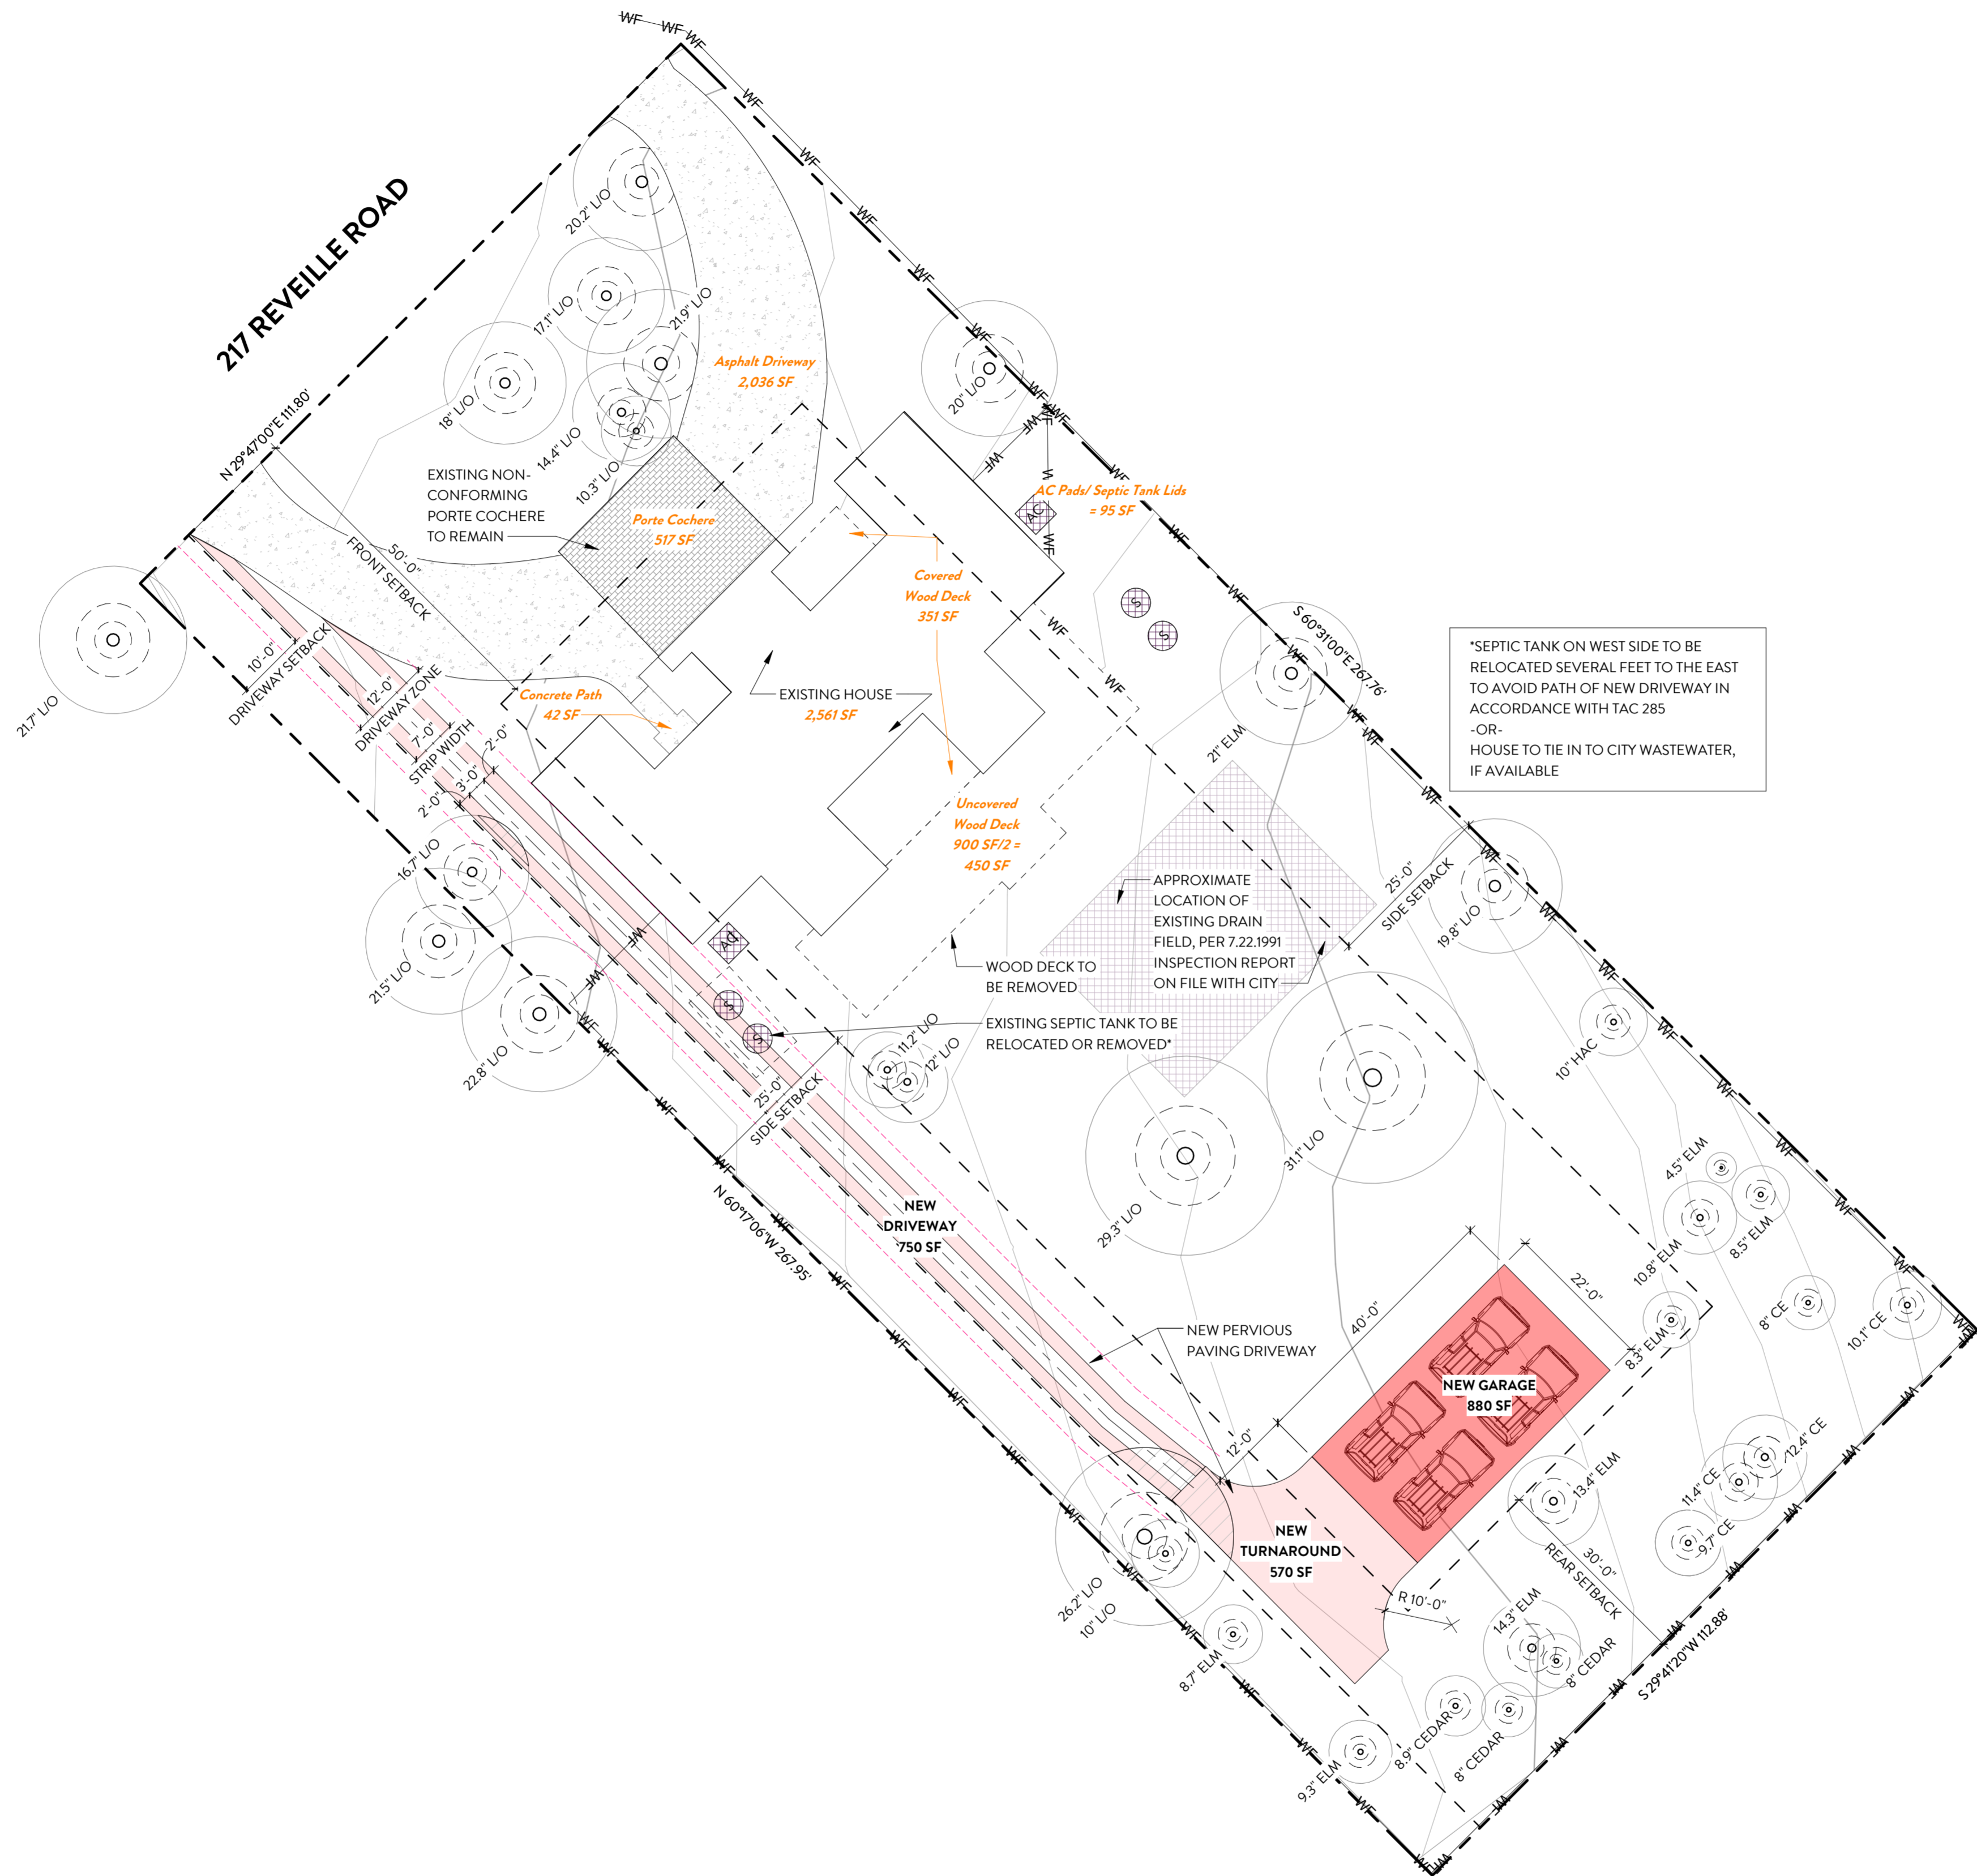 217 REVEILLE ROAD
N 29°47'00"E 111.80'
20.2" L/O
17.1" L/O
21.9" L/O
18" L/O
14.4" L/O
10.3" L/O
20" L/O
21.7" L/O
Asphalt Driveway
2,036 SF
EXISTING NON-
CONFORMING
PORTE COCHERE
TO REMAIN
Porte Cochere
517 SF
50'-0"
FRONT SETBACK
AC Pads/ Septic Tank Lids
= 95 SF
AC
S
S
Covered
Wood Deck
351 SF
EXISTING HOUSE
2,561 SF
Concrete Path
42 SF
10'-0"
DRIVEWAY SETBACK
12'-0"
DRIVEWAY ZONE
7'-0"
STRIP WIDTH
2'-0"
3'-0"
2'-0"
S 60°31'00"E 267.76'
*SEPTIC TANK ON WEST SIDE TO BE
RELOCATED SEVERAL FEET TO THE EAST
TO AVOID PATH OF NEW DRIVEWAY IN
ACCORDANCE WITH TAC 285
-OR-
HOUSE TO TIE IN TO CITY WASTEWATER,
IF AVAILABLE
21" ELM
Uncovered
Wood Deck
900 SF/2 =
450 SF
16.7" L/O
21.5" L/O
22.8" L/O
APPROXIMATE
LOCATION OF
EXISTING DRAIN
FIELD, PER 7.22.1991
INSPECTION REPORT
ON FILE WITH CITY
25'-0"
SIDE SETBACK
19.8" L/O
WOOD DECK TO
BE REMOVED
AC
S
S
EXISTING SEPTIC TANK TO BE
RELOCATED OR REMOVED*
11.2" L/O
12" L/O
10" HAC
25'-0"
SIDE SETBACK
N 60°17'06"W 267.95'
29.3" L/O
31.1" L/O
4.5" ELM
8.5" ELM
10.8" ELM
8.3" ELM
8" CE
10.1" CE
NEW
DRIVEWAY
750 SF
NEW PERVIOUS
PAVING DRIVEWAY
40'-0"
22'-0"
12'-0"
NEW GARAGE
880 SF
NEW
TURNAROUND
570 SF
R 10'-0"
13.4" ELM
11.4" CE
12.4" CE
9.7" CE
30'-0"
REAR SETBACK
26.2" L/O
10" L/O
8.7" ELM
14.3" ELM
8" CEDAR
8.9" CEDAR
8" CEDAR
9.3" ELM
S 29°41'20"W 112.88'
WF